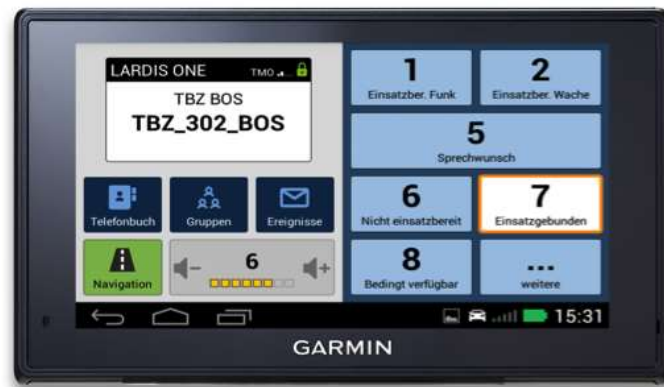 LARDIS ONE TMO
TBZ BOS
TBZ_302_BOS
Telefonbuch
Gruppen
Ereignisse
Navigation
6
1
Einsatzber. Funk
2
Einsatzber. Wache
5
Sprechwunsch
6
Nicht einsatzbereit
7
Einsatzgebunden
8
Bedingt verfügbar
...
weitere
15:31
GARMIN